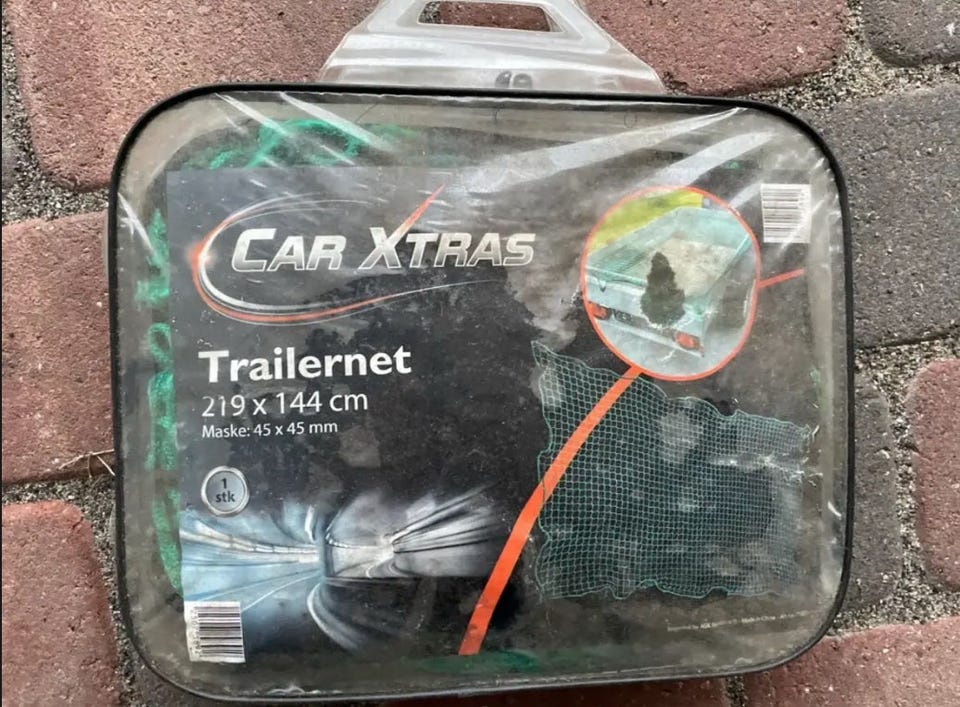 CAR XTRAS
Trailernet
219 x 144 cm
Maske: 45 x 45 mm
1
stk